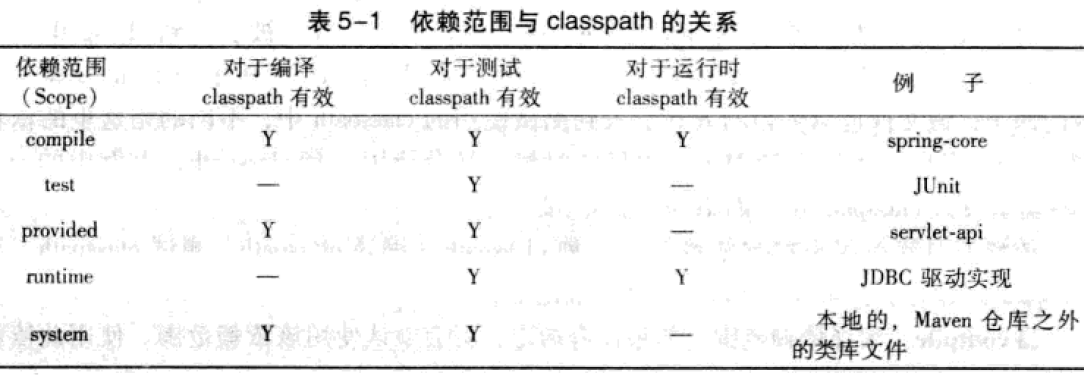 表5-1 依赖范围与 classpath 的关系
依赖范围 对于编译 对于测试 对于运行时 例 子
(Scope) classpath 有效 classpath 有效 classpath 有效
compile Y Y Y spring-core
test — Y — JUnit
provided Y Y — servlet-api
runtime — Y Y JDBC 驱动实现
system Y Y — 本地的，Maven 仓库之外
的类库文件